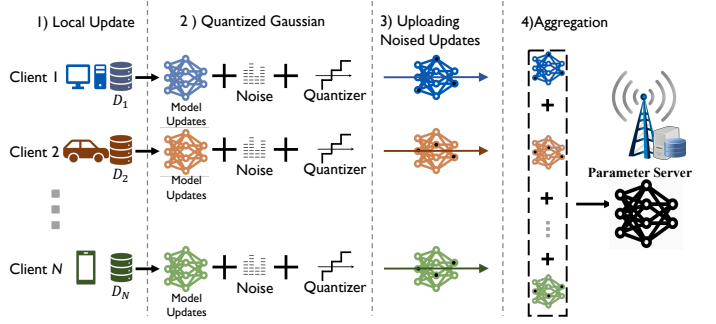 1) Local Update
2 ) Quantized Gaussian
3) Uploading
Noised Updates
4)Aggregation
Client 1
D1
Model
Updates
Noise
Quantizer
Client 2
D2
Model
Updates
Noise
Quantizer
Parameter Server
Client N
DN
Model
Updates
Noise
Quantizer